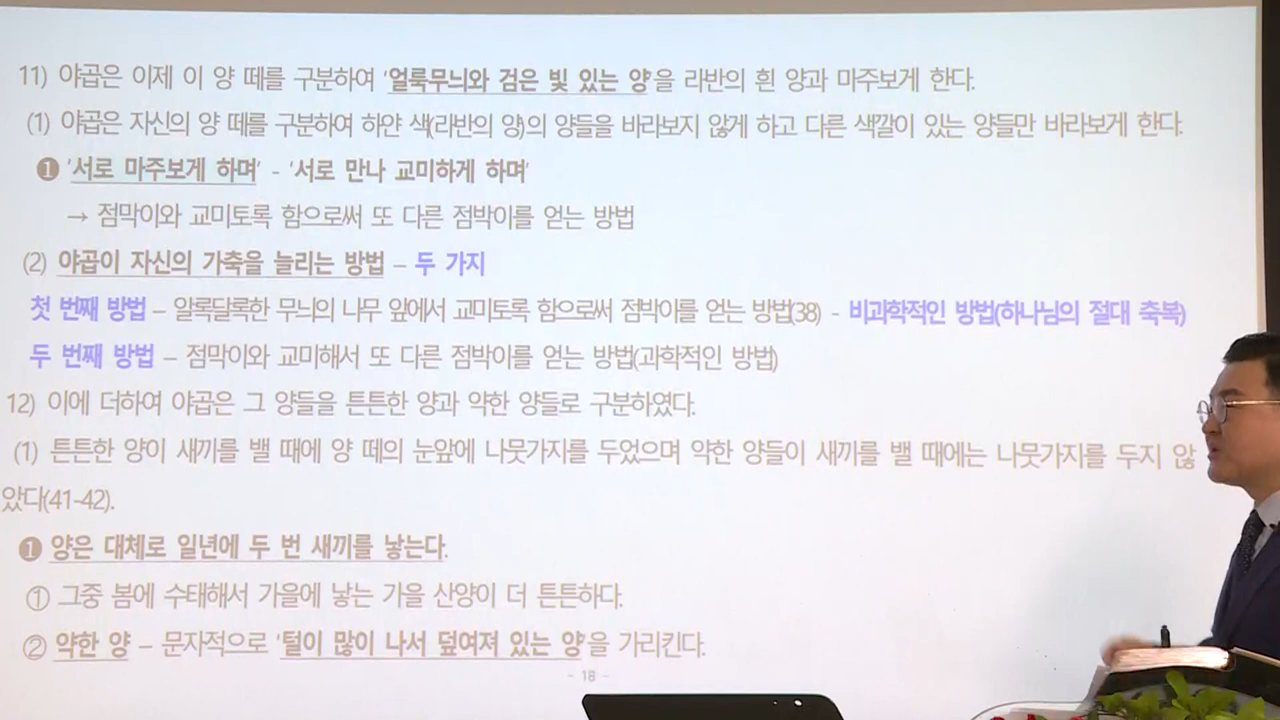 11) 야곱은 이제 이 양 떼를 구분하여 '얼룩무늬와 검은 빛 있는 양'을 라반의 흰 양과 마주보게 한다.
(1) 야곱은 자신의 양 떼를 구분하여 하얀 색(라반의 양)의 양들을 바라보지 않게 하고 다른 색깔이 있는 양들만 바라보게 한다.
❶ '서로 마주보게 하며' - '서로 만나 교미하게 하며'
→ 점막이와 교미토록 함으로써 또 다른 점박이를 얻는 방법
(2) 야곱이 자신의 가축을 늘리는 방법 – 두 가지
첫 번째 방법 – 알록달록한 무늬의 나무 앞에서 교미토록 함으로써 점박이를 얻는 방법(38) - 비과학적인 방법(하나님의 절대 축복)
두 번째 방법 – 점막이와 교미해서 또 다른 점박이를 얻는 방법(과학적인 방법)
12) 이에 더하여 야곱은 그 양들을 튼튼한 양과 약한 양들로 구분하였다.
(1) 튼튼한 양이 새끼를 밸 때에 양 떼의 눈앞에 나뭇가지를 두었으며 약한 양들이 새끼를 밸 때에는 나뭇가지를 두지 않
았다(41-42).
❶ 양은 대체로 일년에 두 번 새끼를 낳는다.
① 그중 봄에 수태해서 가을에 낳는 가을 산양이 더 튼튼하다.
② 약한 양 – 문자적으로 '털이 많이 나서 덮여져 있는 양'을 가리킨다.
- 18 -